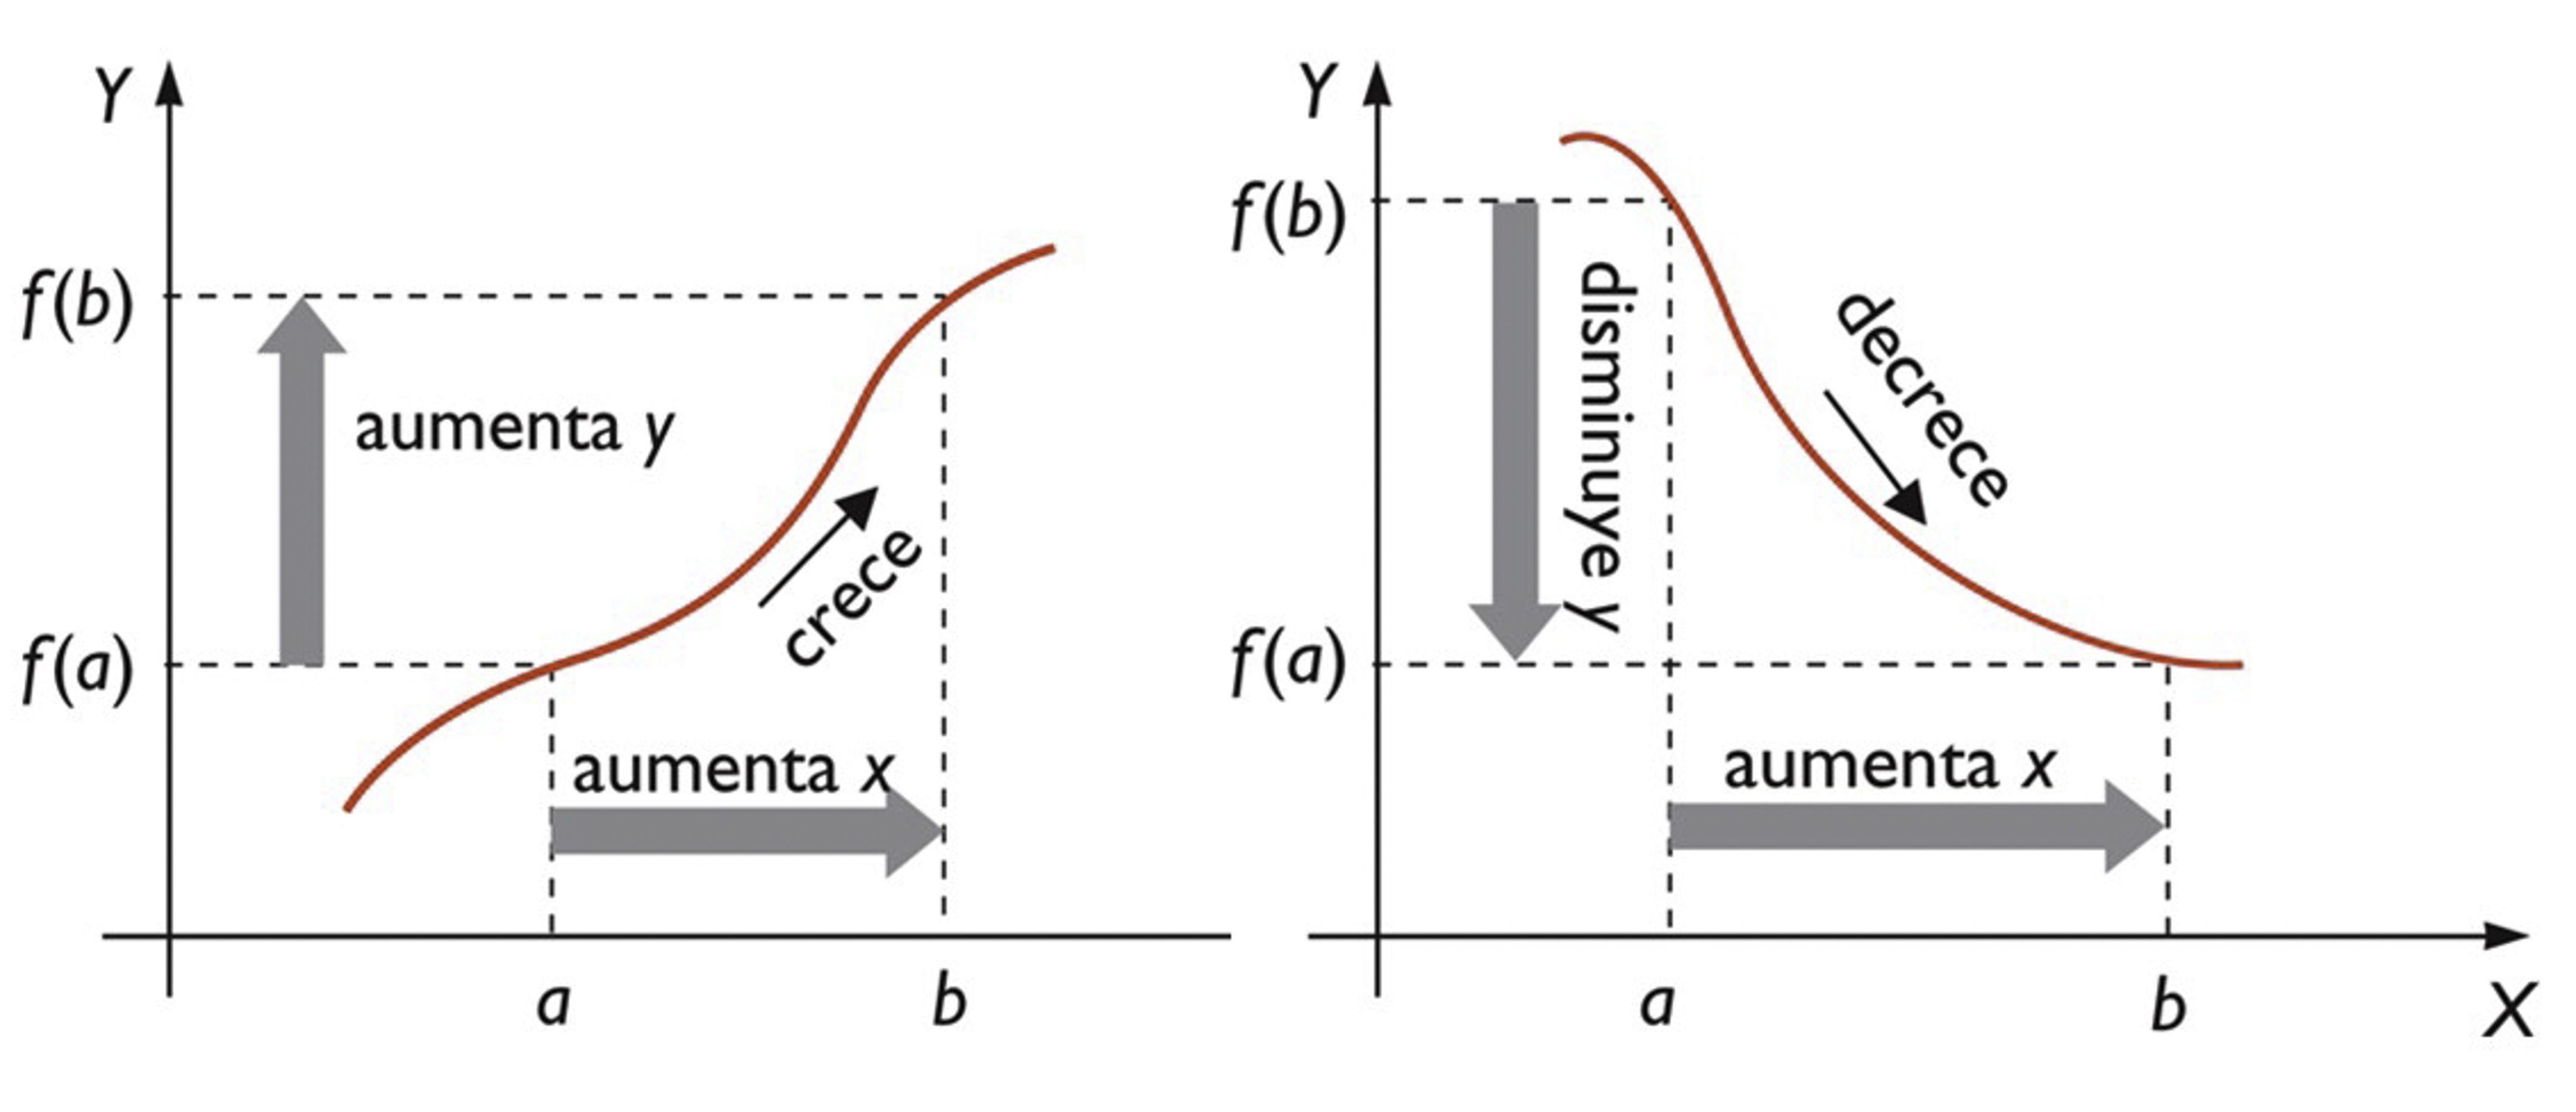 Y
f(b)
aumenta y
crece
f(a)
aumenta x
a
b
Y
f(b)
disminuye y
decrece
f(a)
aumenta x
a
b
X